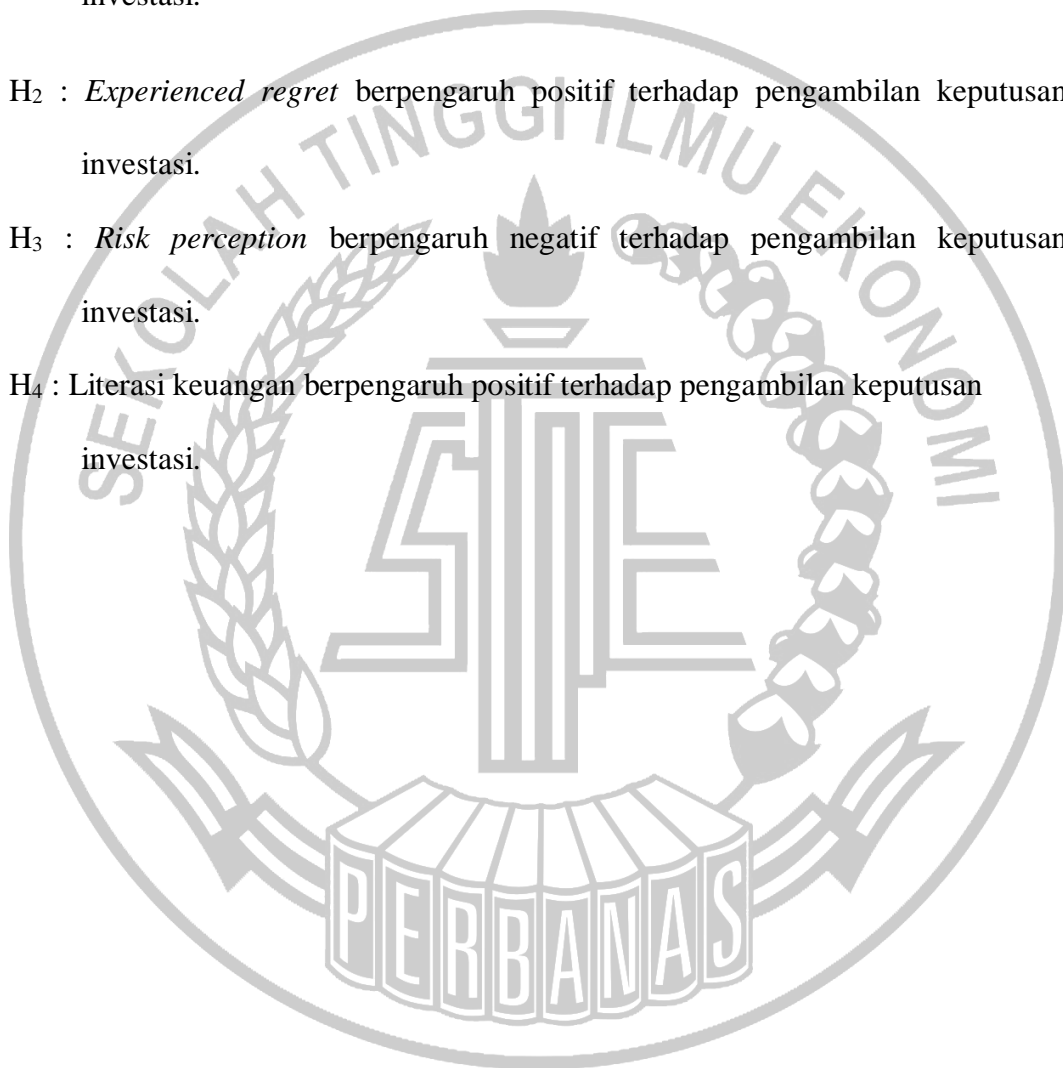 investasi.
H₂ : Experienced regret berpengaruh positif terhadap pengambilan keputusan
investasi.
H₃ : Risk perception berpengaruh negatif terhadap pengambilan keputusan
investasi.
H₄ : Literasi keuangan berpengaruh positif terhadap pengambilan keputusan
investasi.
SEKOLAH TINGGI ILMU EKONOMI
STIE
PERBANAS